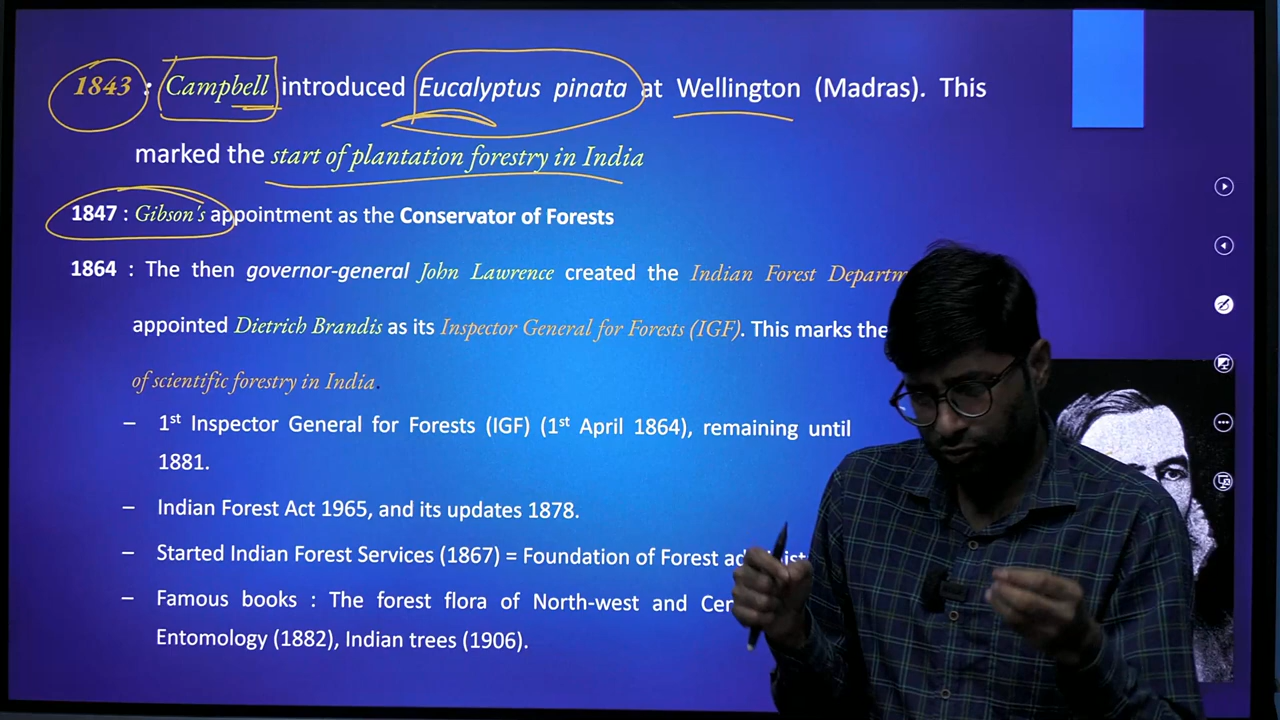 1843 : Campbell introduced Eucalyptus pinata at Wellington (Madras). This
marked the start of plantation forestry in India
1847 : Gibson's appointment as the Conservator of Forests
1864 : The then governor-general John Lawrence created the Indian Forest
appointed Dietrich Brandis as its Inspector General for Forests (IGF). This marks the
of scientific forestry in India.
– 1st Inspector General for Forests (IGF) (1st April 1864), remaining until
1881.
– Indian Forest Act 1965, and its updates 1878.
– Started Indian Forest Services (1867) = Foundation of Forest
– Famous books : The forest flora of North-west and
Entomology (1882), Indian trees (1906).